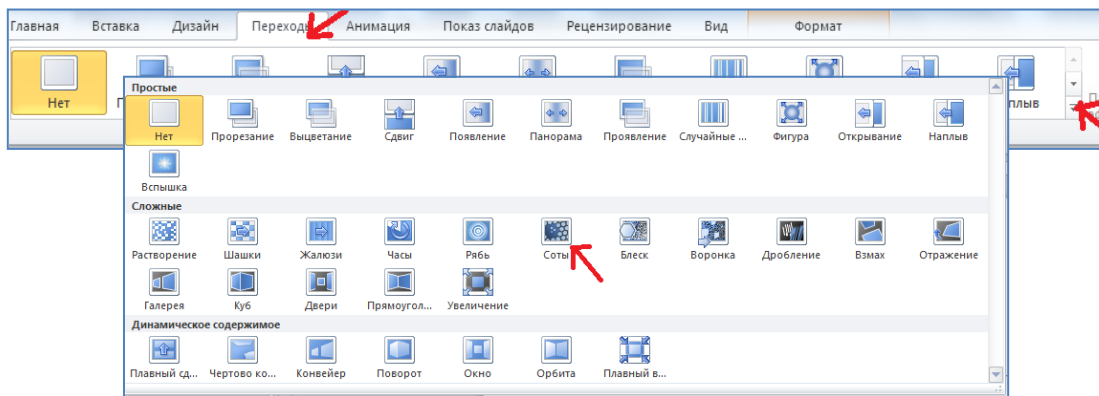 Главная Вставка Дизайн Переходы Анимация Показ слайдов Рецензирование Вид Формат
Нет плыв
Простые
Нет Прорезание Выцветание Сдвиг Появление Панорама Проявление Случайные ... Фигура Открывание Наплыв
Вспышка
Сложные
Растворение Шашки Жалюзи Часы Рябь Соты Блеск Воронка Дробление Взмах Отражение
Галерея Куб Двери Прямоугол... Увеличение
Динамическое содержимое
Плавный сд... Чертово ко... Конвейер Поворот Окно Орбита Плавный в...